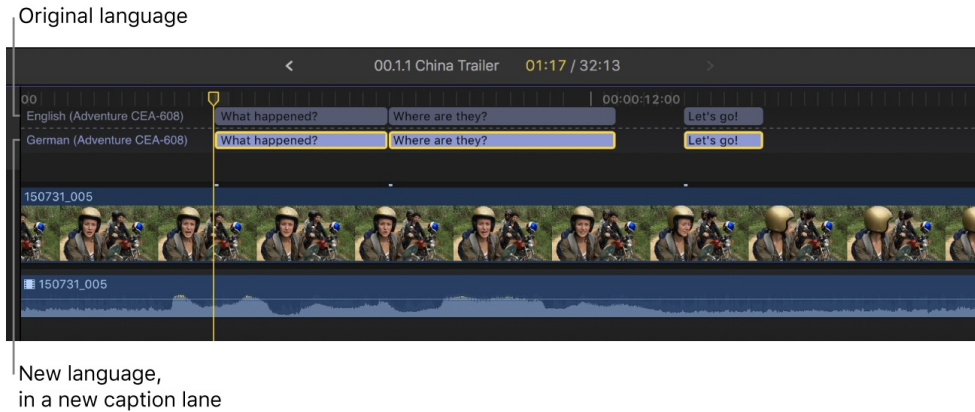 Original language
00.1.1 China Trailer 01:17 / 32:13
00 00:00:12:00
English (Adventure CEA-608) What happened? Where are they? Let's go!
German (Adventure CEA-608) What happened? Where are they? Let's go!
150731_005
150731_005
New language,
in a new caption lane